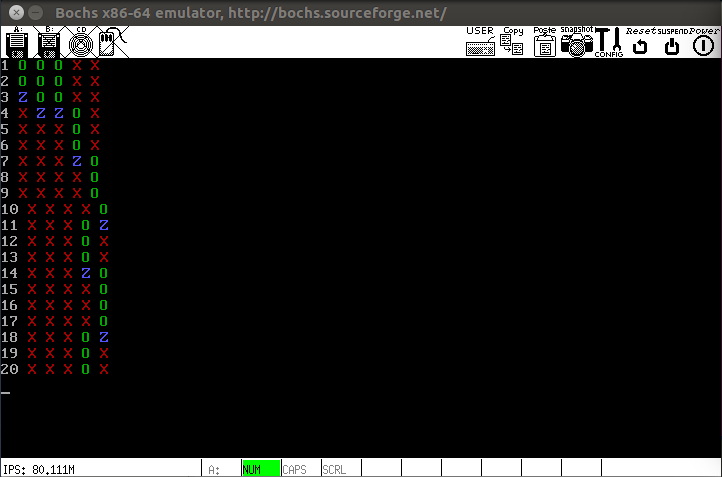 Bochs x86-64 emulator, http://bochs.sourceforge.net/
A: B: CD USER Copy Paste snapshot CONFIG Reset SUSPEND Power
1 O O O X X
2 O O O X X
3 Z O O X X
4 X Z Z O X
5 X X X O X
6 X X X O X
7 X X X Z O
8 X X X X O
9 X X X X O
10 X X X X O
11 X X X O Z
12 X X X O X
13 X X X O X
14 X X X Z O
15 X X X X O
16 X X X X O
17 X X X X O
18 X X X O Z
19 X X X O X
20 X X X O X
_
IPS: 80.111M A: NUM CAPS SCRL